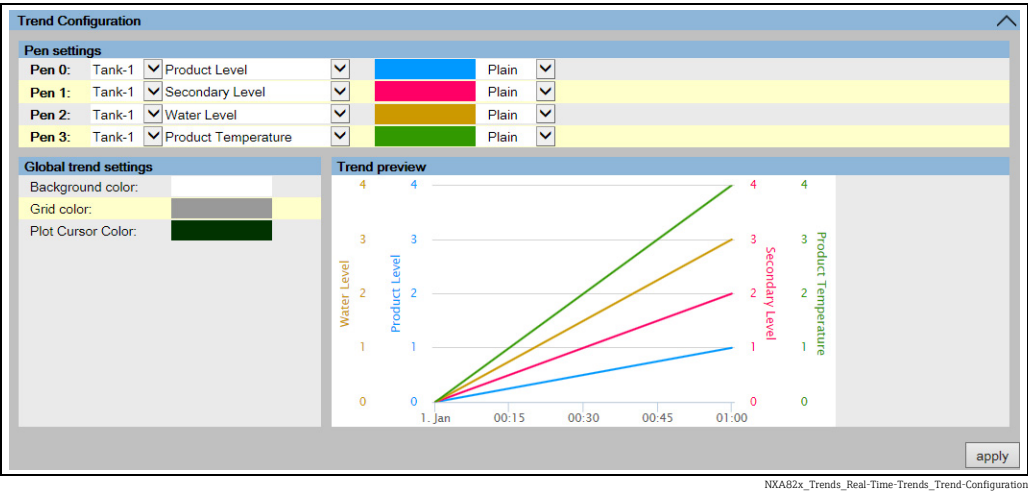 Trend Configuration
Pen settings
Pen 0: Tank-1 Product Level Plain
Pen 1: Tank-1 Secondary Level Plain
Pen 2: Tank-1 Water Level Plain
Pen 3: Tank-1 Product Temperature Plain
Global trend settings
Background color:
Grid color:
Plot Cursor Color:
Trend preview
4 4 4 4
3 3 3 3
2 2 2 2
1 1 1 1
0 0 0 0
Water Level
Product Level
Secondary Level
Product Temperature
1. Jan 00:15 00:30 00:45 01:00
apply
NXA82x_Trends_Real-Time-Trends_Trend-Configuration